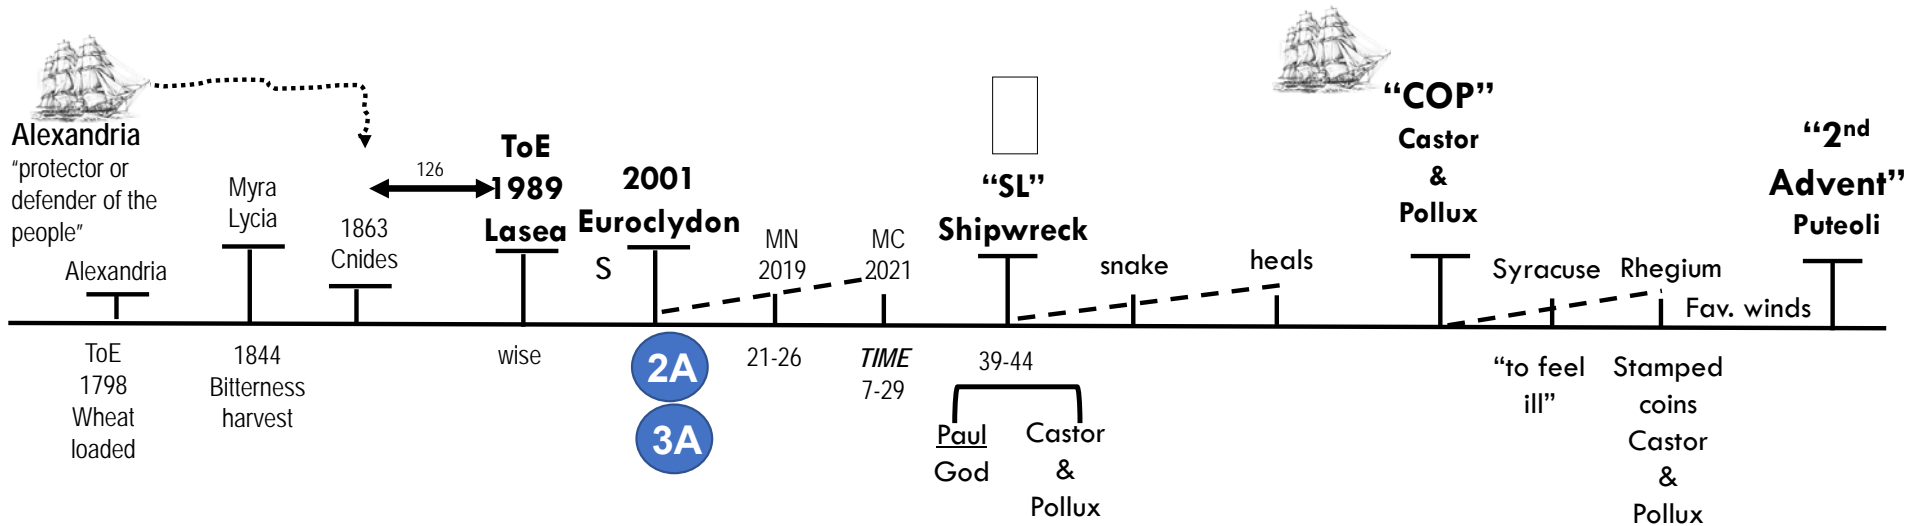 Alexandria
"protector or
defender of the
people"
Alexandria
ToE
1798
Wheat
loaded
Myra
Lycia
1844
Bitterness
harvest
1863
Cnides
126
ToE
1989
Lasea
wise
2001
Euroclydon
S
2A
3A
MN
2019
21-26
MC
2021
TIME
7-29
“SL”
Shipwreck
39-44
Paul
God
Castor
&
Pollux
snake
heals
“COP”
Castor
&
Pollux
Syracuse
“to feel
ill”
Rhegium
Stamped
coins
Castor
&
Pollux
Fav. winds
“2nd
Advent”
Puteoli